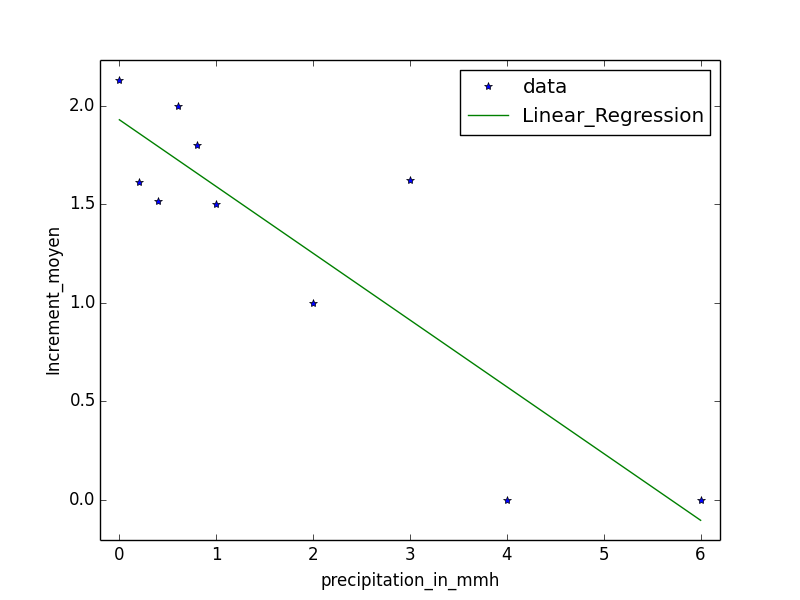 data
Linear_Regression
2.0
1.5
1.0
0.5
0.0
Increment_moyen
0 1 2 3 4 5 6
precipitation_in_mmh